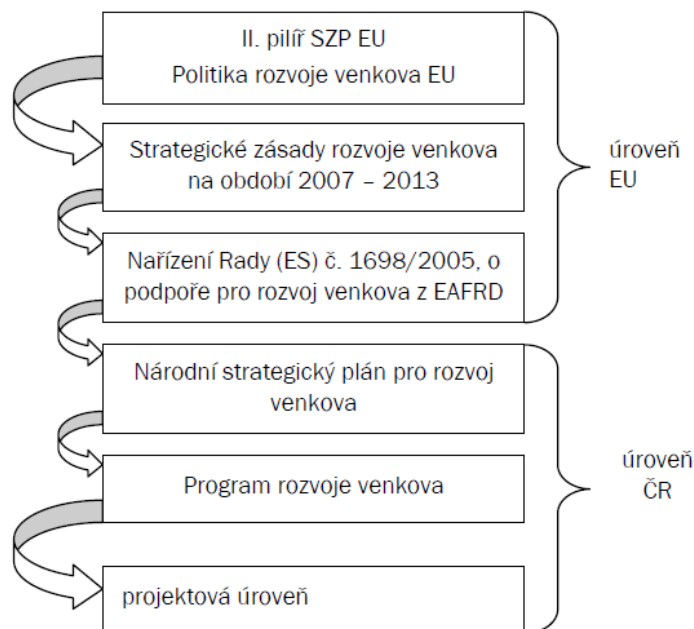 II. pilíř SZP EU
Politika rozvoje venkova EU
Strategické zásady rozvoje venkova
na období 2007 – 2013
úroveň
EU
Nařízení Rady (ES) č. 1698/2005, o
podpoře pro rozvoj venkova z EAFRD
Národní strategický plán pro rozvoj
venkova
Program rozvoje venkova
úroveň
ČR
projektová úroveň